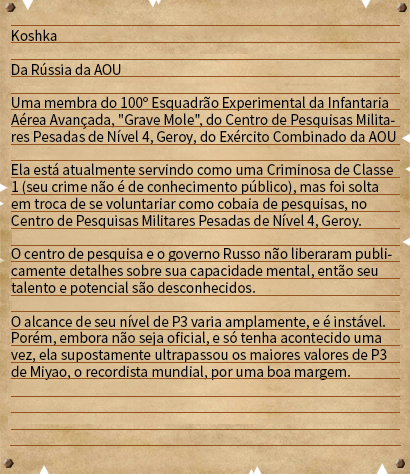 Koshka
Da Rússia da AOU
Uma membra do 100º Esquadrão Experimental da Infantaria
Aérea Avançada, "Grave Mole", do Centro de Pesquisas Milita-
res Pesadas de Nível 4, Geroy, do Exército Combinado da AOU
Ela está atualmente servindo como uma Criminosa de Classe
1 (seu crime não é de conhecimento público), mas foi solta
em troca de se voluntariar como cobaia de pesquisas, no
Centro de Pesquisas Militares Pesadas de Nível 4, Geroy.
O centro de pesquisa e o governo Russo não liberaram publi-
camente detalhes sobre sua capacidade mental, então seu
talento e potencial são desconhecidos.
O alcance de seu nível de P3 varia amplamente, e é instável.
Porém, embora não seja oficial, e só tenha acontecido uma
vez, ela supostamente ultrapassou os maiores valores de P3
de Miyao, o recordista mundial, por uma boa margem.